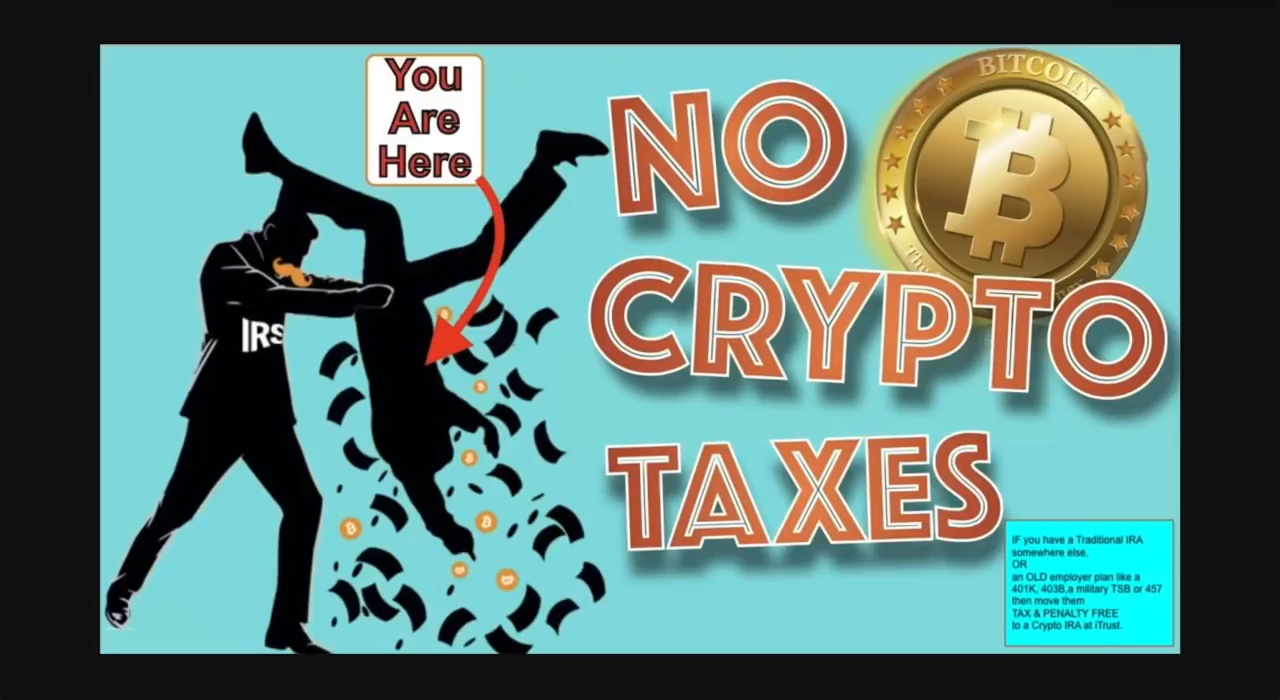 You
Are
Here
IRS
NO
CRYPTO
TAXES
BITCOIN
IF you have a Traditional IRA
somewhere else,
OR
an OLD employer plan like a
401K, 403B,a military TSB or 457
then move them
TAX & PENALTY FREE
to a Crypto IRA at iTrust.